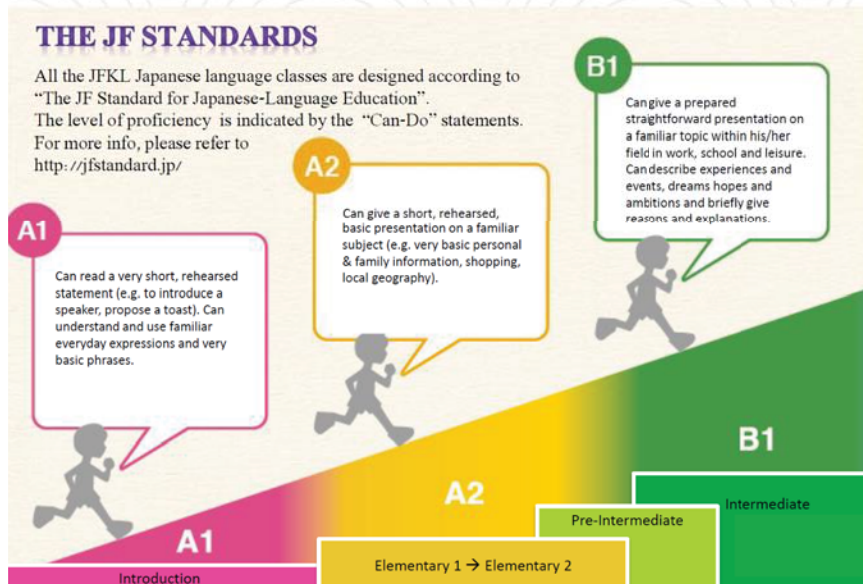 THE JF STANDARDS
All the JFKL Japanese language classes are designed according to
“The JF Standard for Japanese-Language Education”.
The level of proficiency is indicated by the “Can-Do” statements.
For more info, please refer to
http://jfstandard.jp/
A1
Can read a very short, rehearsed
statement (e.g. to introduce a
speaker, propose a toast). Can
understand and use familiar
everyday expressions and very
basic phrases.
A2
Can give a short, rehearsed,
basic presentation on a familiar
subject (e.g. very basic personal
& family information, shopping,
local geography).
B1
Can give a prepared
straightforward presentation on
a familiar topic within his/her
field in work, school and leisure.
Can describe experiences and
events, dreams hopes and
ambitions and briefly give
reasons and explanations.
A1
A2
B1
Introduction
Elementary 1 → Elementary 2
Pre-Intermediate
Intermediate